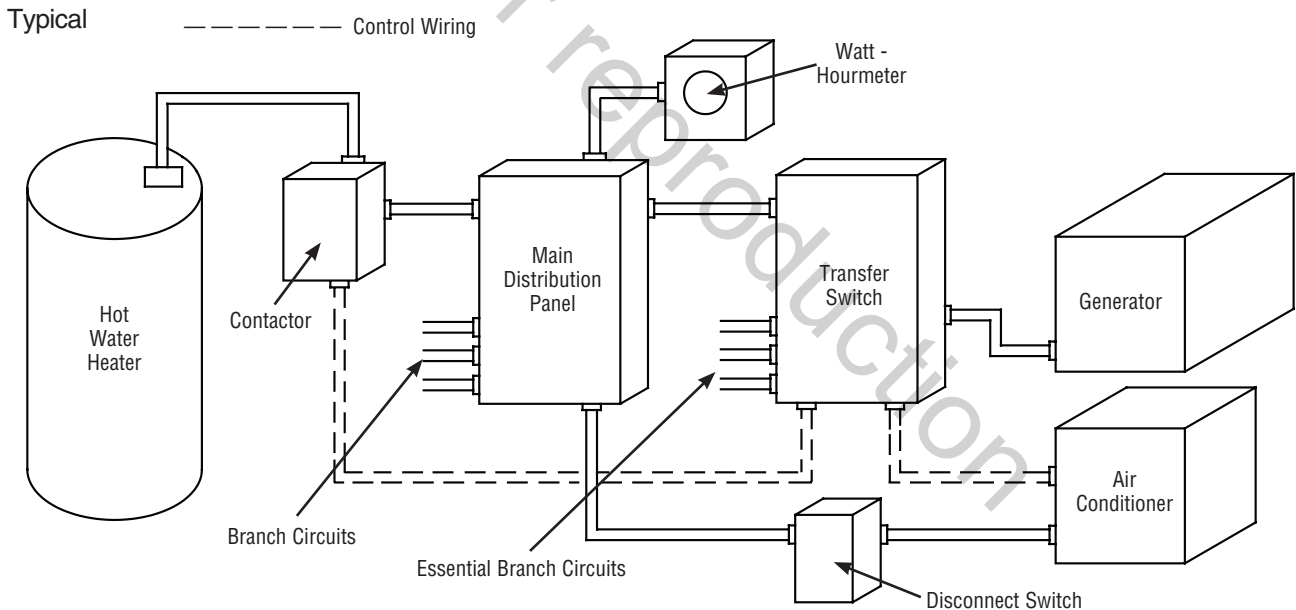 Typical
Control Wiring
Watt -
Hourmeter
Hot
Water
Heater
Contactor
Main
Distribution
Panel
Transfer
Switch
Generator
Air
Conditioner
Branch Circuits
Essential Branch Circuits
Disconnect Switch
r reproduction